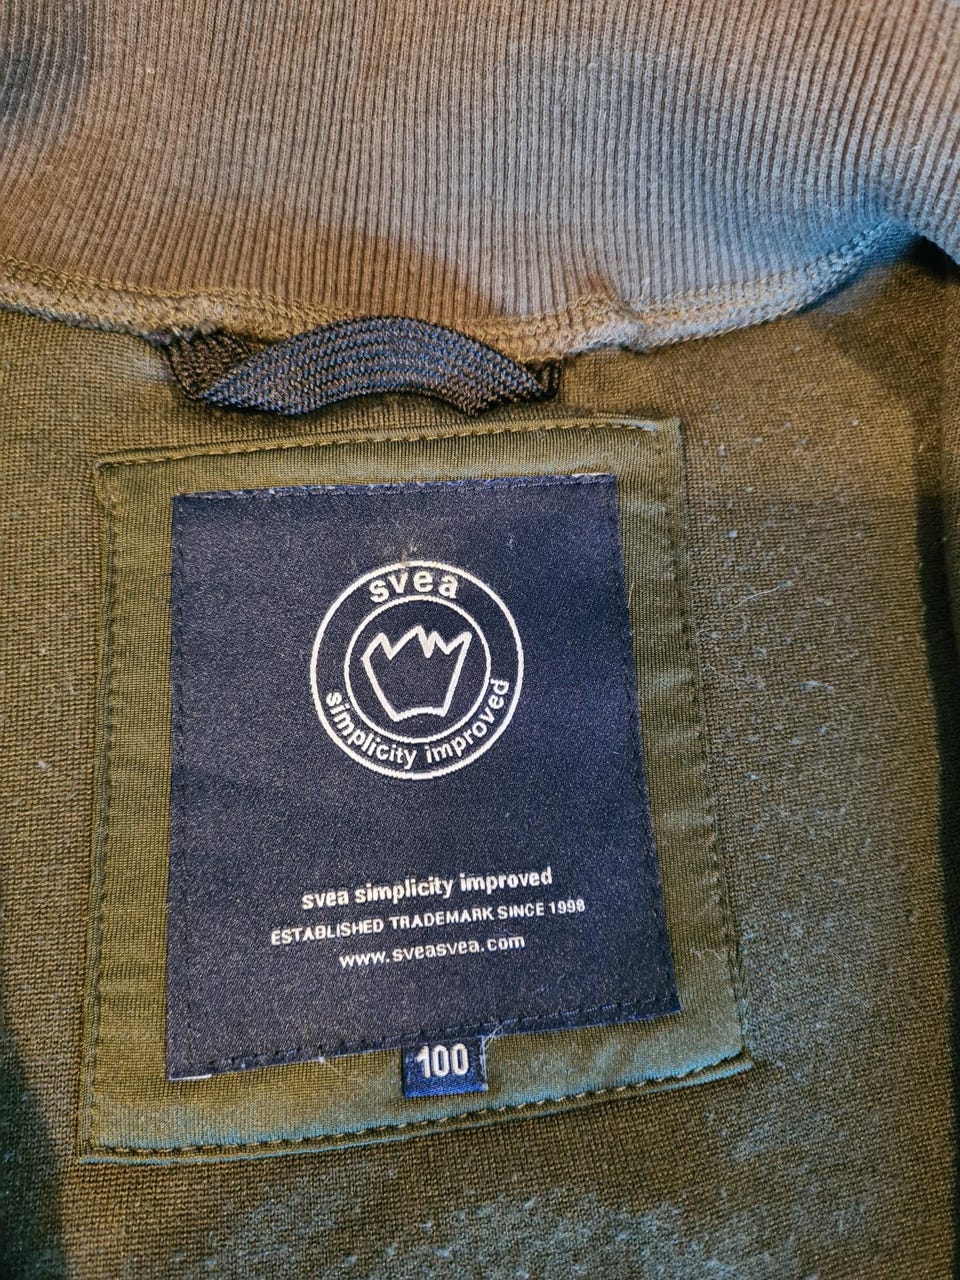 svea
simplicity improved
svea simplicity improved
ESTABLISHED TRADEMARK SINCE 1998
www.sveasvea.com
100